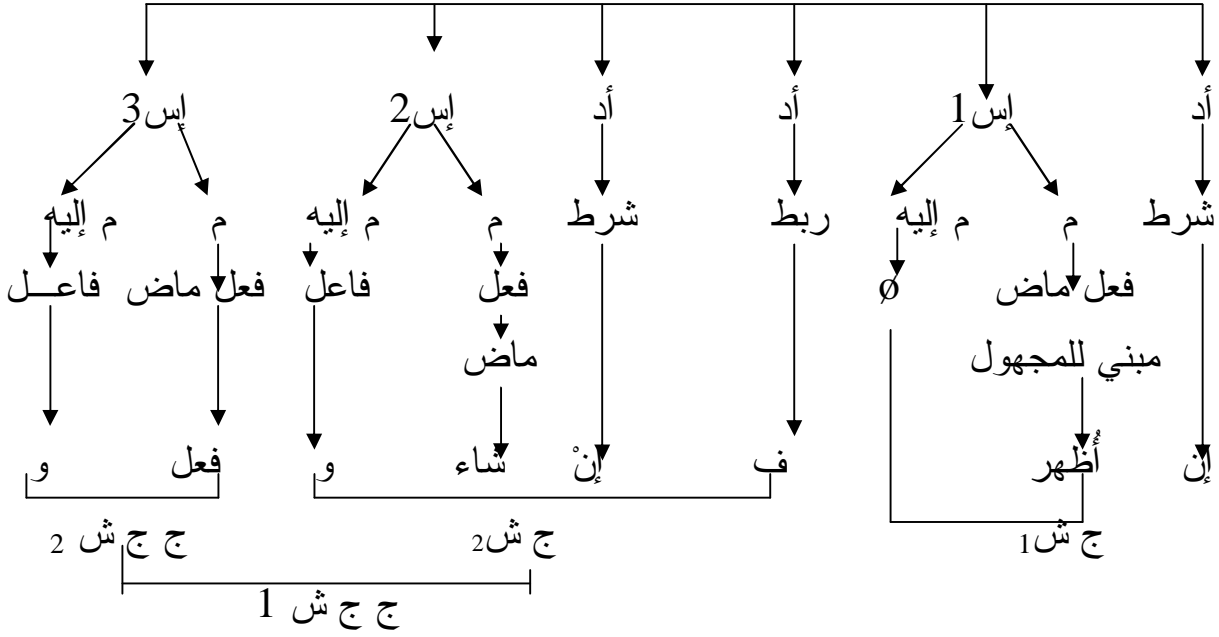 أد إس1 أد أد إس2 إس3
شرط م م إليه ربط شرط م م إليه م م إليه
فعل ماض ø فعل فاعل فعل ماض فاعـــل
مبني للمجهول ماض
إن أُظهر ف إنْ شاء و فعل و
ج ش1 ج ش2 ج ج ش 2
ج ج ش 1